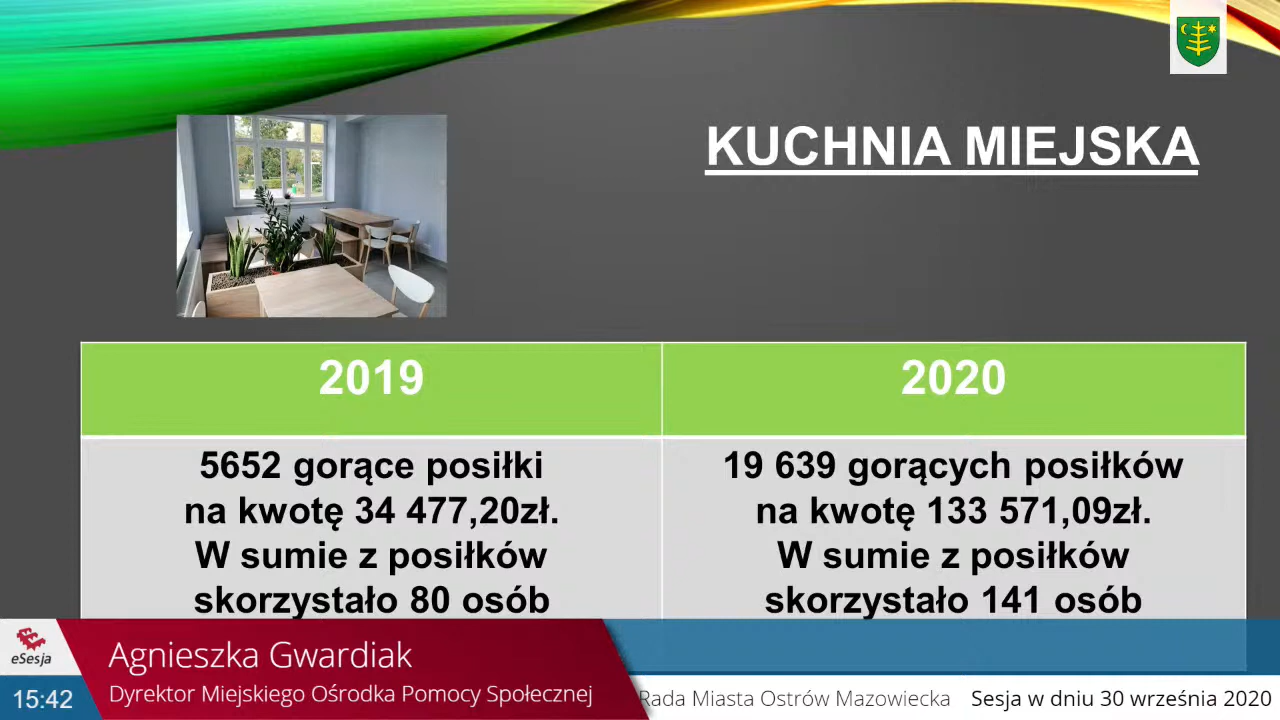 KUCHNIA MIEJSKA
2019
2020
5652 gorące posiłki
na kwotę 34 477,20zł.
W sumie z posiłków
skorzystało 80 osób
19 639 gorących posiłków
na kwotę 133 571,09zł.
W sumie z posiłków
skorzystało 141 osób
eSesja
15:42
Agnieszka Gwardiak
Dyrektor Miejskiego Ośrodka Pomocy Społecznej
Rada Miasta Ostrów Mazowiecka
Sesja w dniu 30 września 2020